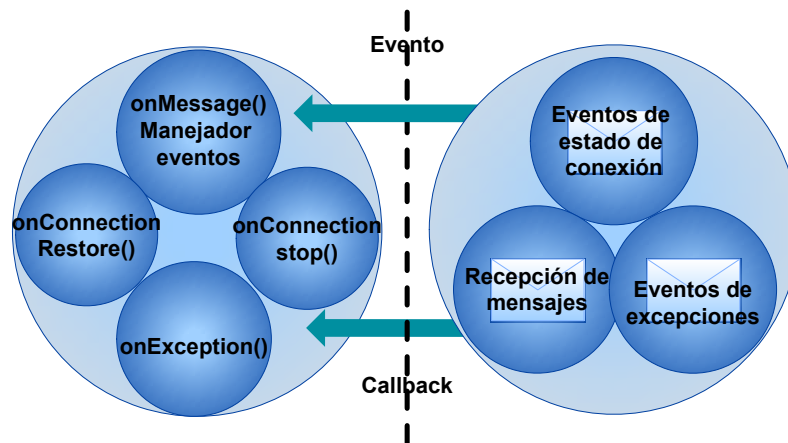 Evento
onMessage()
Manejador
eventos
onConnection
Restore()
onConnection
stop()
onException()
Eventos de
estado de
conexión
Recepción de
mensajes
Eventos de
excepciones
Callback